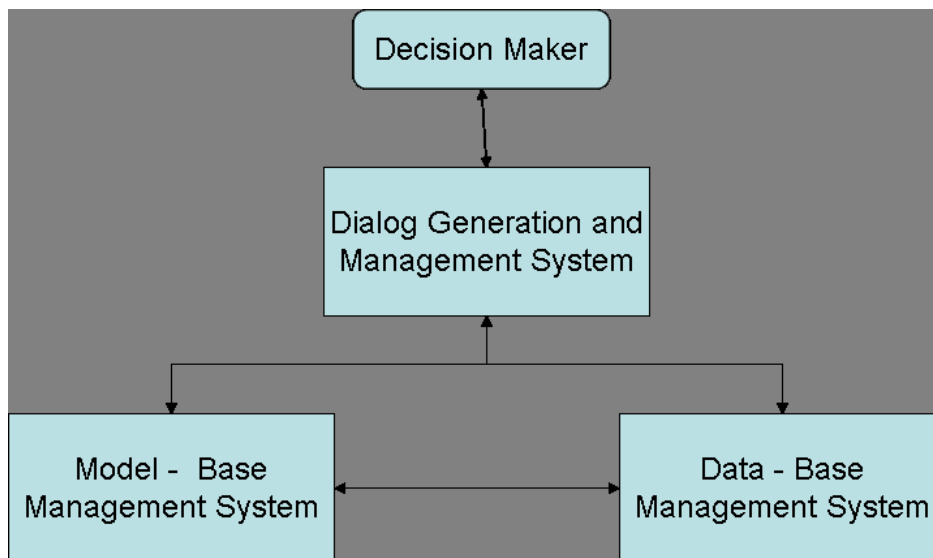 Decision Maker
Dialog Generation and
Management System
Model - Base
Management System
Data - Base
Management System